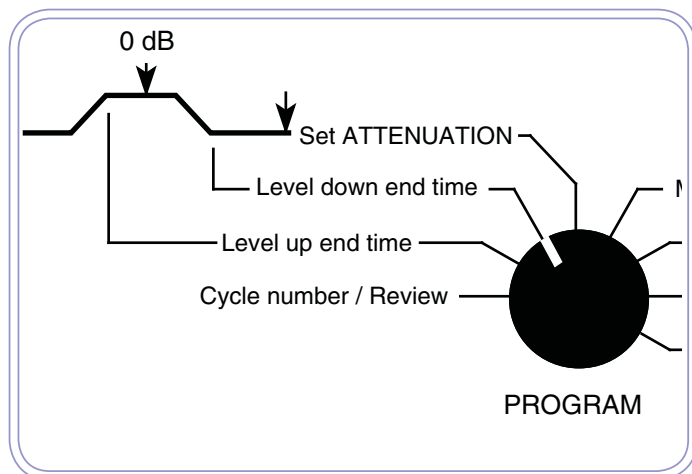 0 dB
Set ATTENUATION
Level down end time
Level up end time
Cycle number / Review
PROGRAM